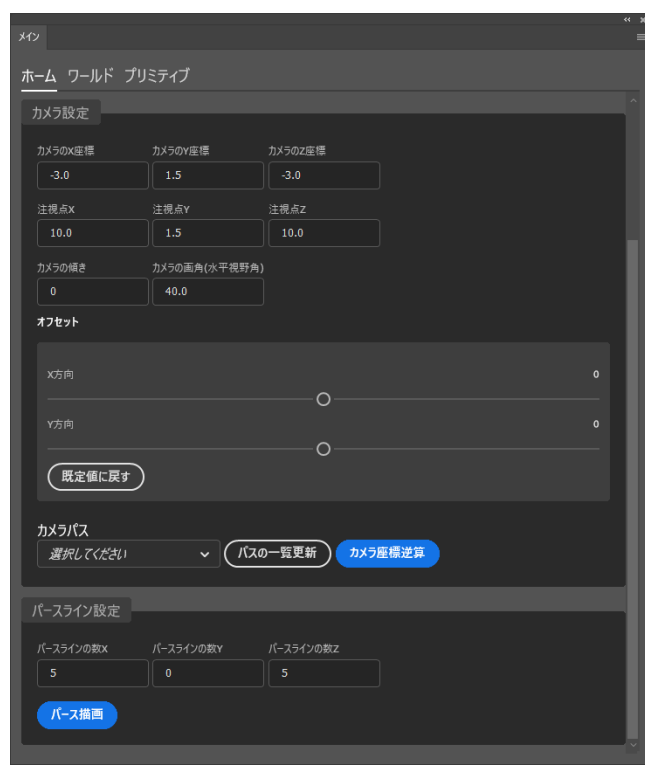 メイン
ホーム ワールド プリミティブ
カメラ設定
カメラのX座標 カメラのY座標 カメラのZ座標
-3.0 1.5 -3.0
注視点X 注視点Y 注視点Z
10.0 1.5 10.0
カメラの傾き カメラの画角(水平視野角)
0 40.0
オフセット
X方向 0
Y方向 0
既定値に戻す
カメラパス
選択してください パスの一覧更新 カメラ座標逆算
パースライン設定
パースラインの数X パースラインの数Y パースラインの数Z
5 0 5
パース描画